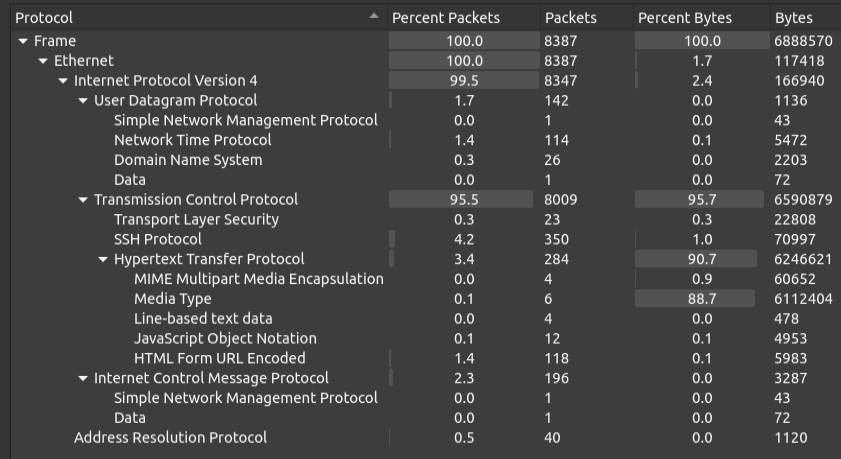 Protocol Percent Packets Packets Percent Bytes Bytes
Frame 100.0 8387 100.0 6888570
Ethernet 100.0 8387 1.7 117418
Internet Protocol Version 4 99.5 8347 2.4 166940
User Datagram Protocol 1.7 142 0.0 1136
Simple Network Management Protocol 0.0 1 0.0 43
Network Time Protocol 1.4 114 0.1 5472
Domain Name System 0.3 26 0.0 2203
Data 0.0 1 0.0 72
Transmission Control Protocol 95.5 8009 95.7 6590879
Transport Layer Security 0.3 23 0.3 22808
SSH Protocol 4.2 350 1.0 70997
Hypertext Transfer Protocol 3.4 284 90.7 6246621
MIME Multipart Media Encapsulation 0.0 4 0.9 60652
Media Type 0.1 6 88.7 6112404
Line-based text data 0.0 4 0.0 478
JavaScript Object Notation 0.1 12 0.1 4953
HTML Form URL Encoded 1.4 118 0.1 5983
Internet Control Message Protocol 2.3 196 0.0 3287
Simple Network Management Protocol 0.0 1 0.0 43
Data 0.0 1 0.0 72
Address Resolution Protocol 0.5 40 0.0 1120